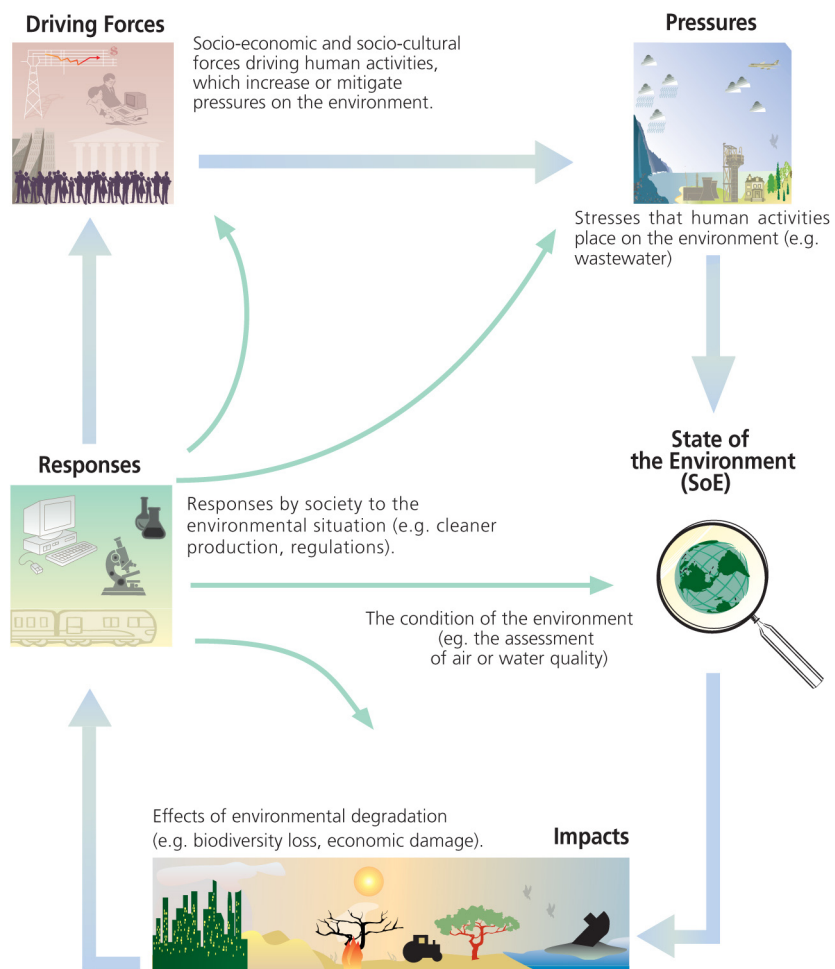 Driving Forces
Socio-economic and socio-cultural
forces driving human activities,
which increase or mitigate
pressures on the environment.
Pressures
Stresses that human activities
place on the environment (e.g.
wastewater)
Responses
Responses by society to the
environmental situation (e.g. cleaner
production, regulations).
State of
the Environment
(SoE)
The condition of the environment
(eg. the assessment
of air or water quality)
Effects of environmental degradation
(e.g. biodiversity loss, economic damage).
Impacts